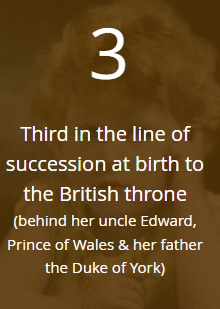 3
Third in the line of
succession at birth to
the British throne
(behind her uncle Edward,
Prince of Wales & her father
the Duke of York)